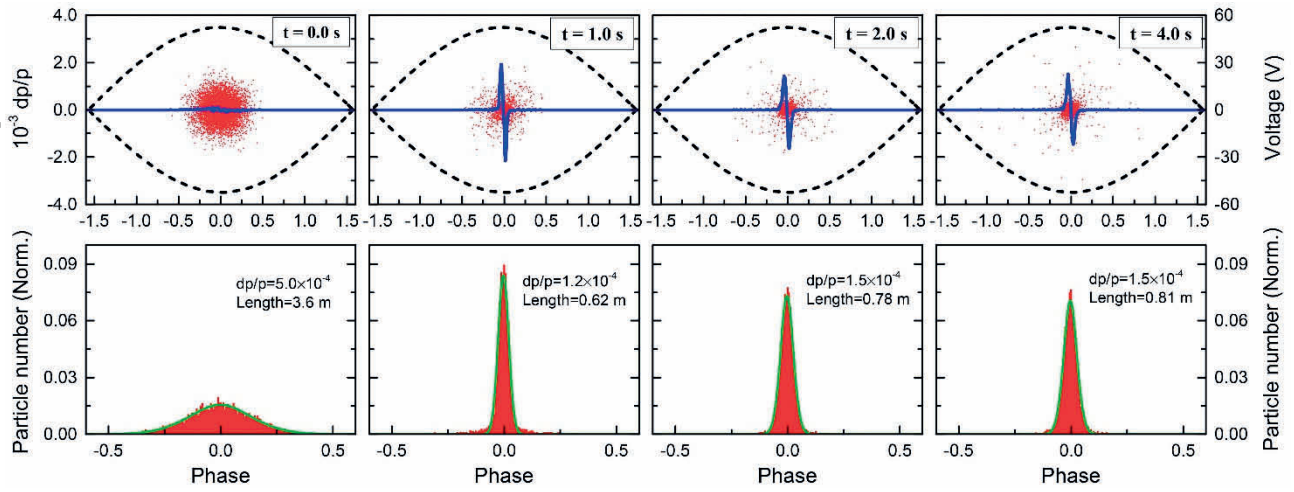 4.0
2.0
0.0
-2.0
-4.0
10⁻³ dp/p
t = 0.0 s
t = 1.0 s
t = 2.0 s
t = 4.0 s
60
30
0
-30
-60
Voltage (V)
-1.5 -1.0 -0.5 0.0 0.5 1.0 1.5
-1.5 -1.0 -0.5 0.0 0.5 1.0 1.5
-1.5 -1.0 -0.5 0.0 0.5 1.0 1.5
-1.5 -1.0 -0.5 0.0 0.5 1.0 1.5
Particle number (Norm.)
0.09
0.06
0.03
0.00
dp/p=5.0×10⁻⁴
Length=3.6 m
dp/p=1.2×10⁻⁴
Length=0.62 m
dp/p=1.5×10⁻⁴
Length=0.78 m
dp/p=1.5×10⁻⁴
Length=0.81 m
0.09
0.06
0.03
0.00
Particle number (Norm.)
-0.5 0.0 0.5
-0.5 0.0 0.5
-0.5 0.0 0.5
-0.5 0.0 0.5
Phase
Phase
Phase
Phase